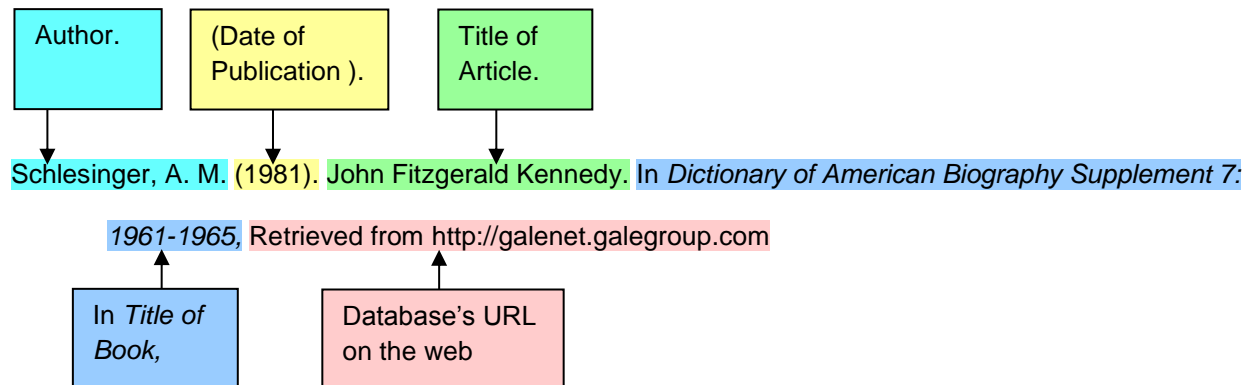 Author.
(Date of
Publication ).
Title of
Article.
Schlesinger, A. M. (1981). John Fitzgerald Kennedy. In Dictionary of American Biography Supplement 7:
1961-1965, Retrieved from http://galenet.galegroup.com
In Title of
Book,
Database’s URL
on the web